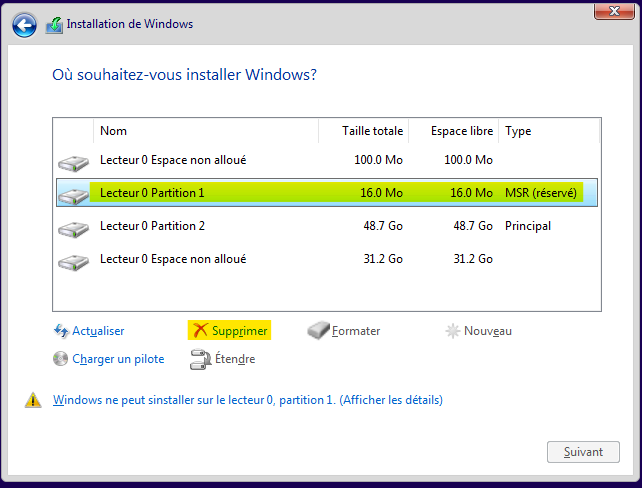 Installation de Windows
Où souhaitez-vous installer Windows?
Nom Taille totale Espace libre Type
Lecteur 0 Espace non alloué 100.0 Mo 100.0 Mo
Lecteur 0 Partition 1 16.0 Mo 16.0 Mo MSR (réservé)
Lecteur 0 Partition 2 48.7 Go 48.7 Go Principal
Lecteur 0 Espace non alloué 31.2 Go 31.2 Go
Actualiser Supprimer Formater Nouveau
Charger un pilote Étendre
Windows ne peut sinstaller sur le lecteur 0, partition 1. (Afficher les détails)
Suivant